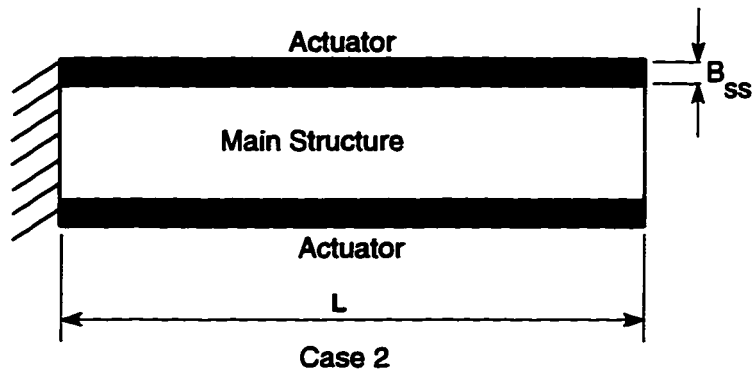 Actuator
B
ss
Main Structure
Actuator
L
Case 2